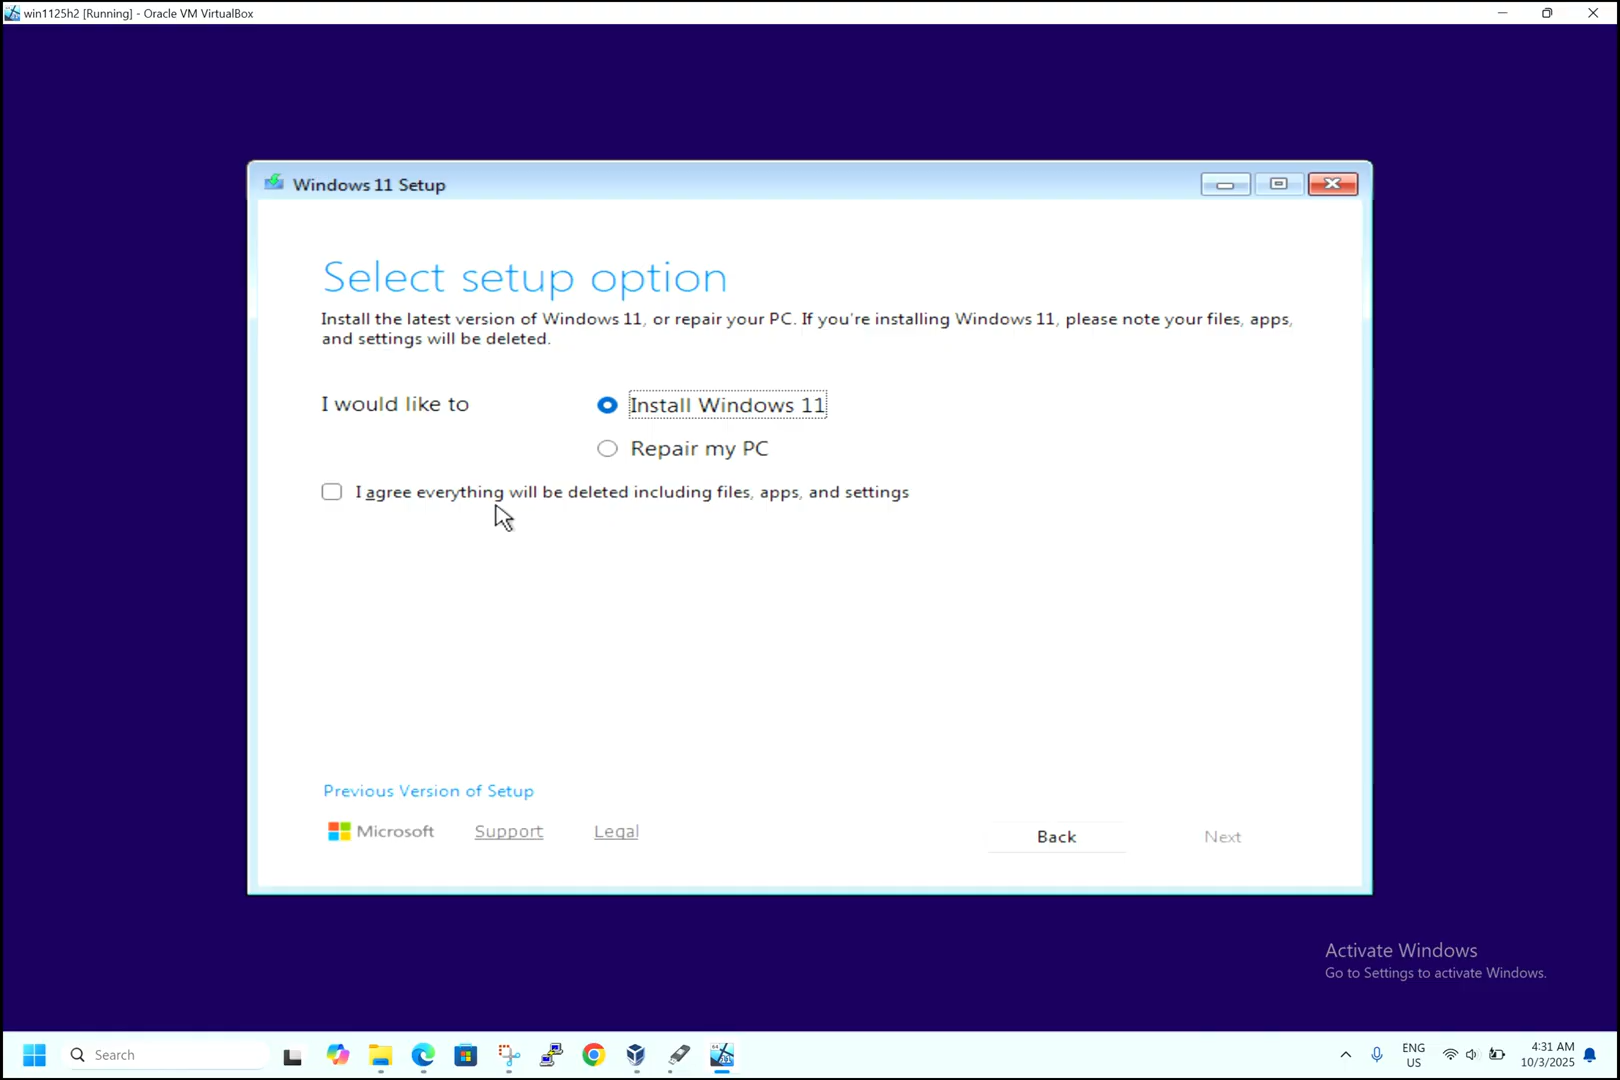 win1125h2 [Running] - Oracle VM VirtualBox
Windows 11 Setup
Select setup option
Install the latest version of Windows 11, or repair your PC. If you're installing Windows 11, please note your files, apps,
and settings will be deleted.
I would like to
Install Windows 11
Repair my PC
I agree everything will be deleted including files, apps, and settings
Previous Version of Setup
Microsoft
Support
Legal
Back
Next
Activate Windows
Go to Settings to activate Windows.
Search
ENG
US
4:31 AM
10/3/2025